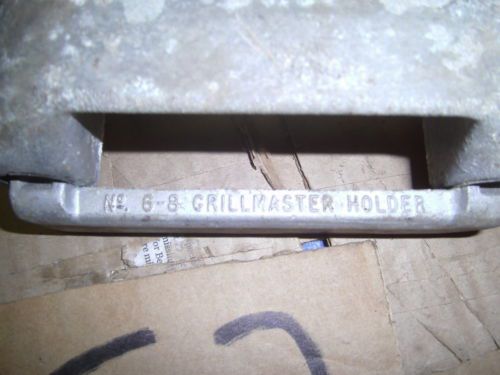 No. 6-8 GRILLMASTER HOLDER